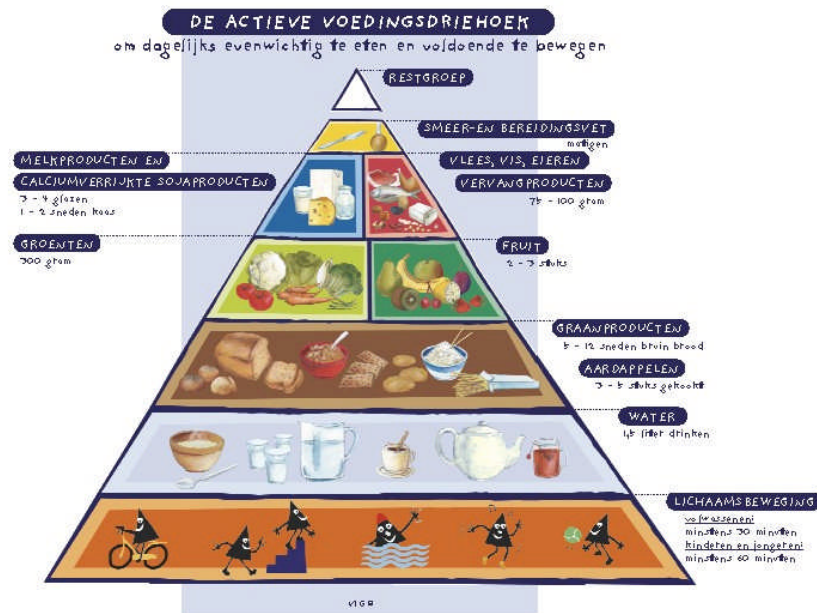 DE ACTIEVE VOEDINGSDRIEHOEK
om dagelijks evenwichtig te eten en voldoende te bewegen
RESTGROEP
SMEER-EN BEREIDINGSVET
matigen
MELKPRODUCTEN EN
CALCIUMVERRIJKTE SOJAPRODUCTEN
3 - 4 glazen
1 - 2 sneden kaas
VLEES, VIS, EIEREN
VERVANGPRODUCTEN
75 - 100 gram
GROENTEN
300 gram
FRUIT
2 - 3 stuks
GRAANPRODUCTEN
5 - 12 sneden bruin brood
AARDAPPELEN
3 - 5 stuks gekookt
WATER
liter drinken
LICHAAMSBEWEGING
volwassenen:
minstens 30 minuten
kinderen en jongeren:
minstens 60 minuten
VIG